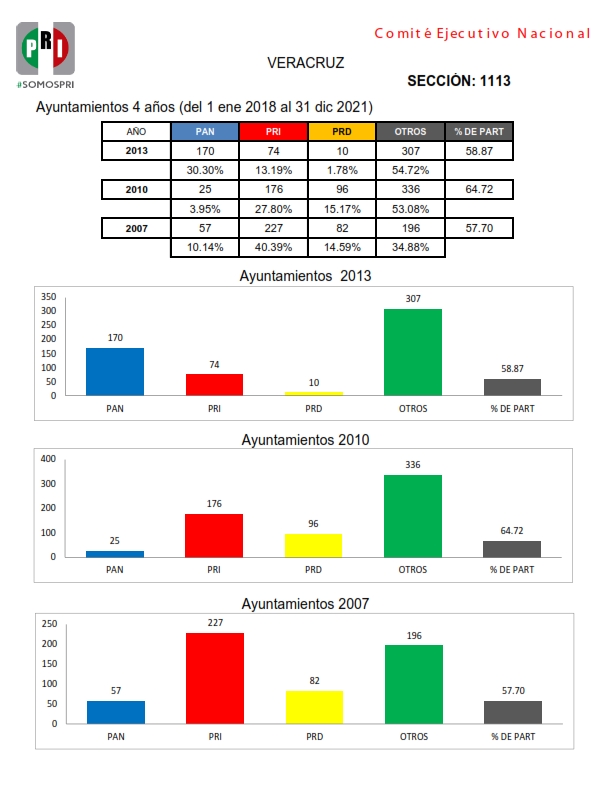 Comité Ejecutivo Nacional
PRI
#SOMOSPRI
VERACRUZ
SECCIÓN: 1113
Ayuntamientos 4 años (del 1 ene 2018 al 31 dic 2021)
AÑO PAN PRI PRD OTROS % DE PART
2013 170 74 10 307 58.87
30.30% 13.19% 1.78% 54.72%
2010 25 176 96 336 64.72
3.95% 27.80% 15.17% 53.08%
2007 57 227 82 196 57.70
10.14% 40.39% 14.59% 34.88%
Ayuntamientos 2013
350
300
250
200
150
100
50
0
170 74 10 307 58.87
PAN PRI PRD OTROS % DE PART
Ayuntamientos 2010
400
300
200
100
0
25 176 96 336 64.72
PAN PRI PRD OTROS % DE PART
Ayuntamientos 2007
250
200
150
100
50
0
57 227 82 196 57.70
PAN PRI PRD OTROS % DE PART